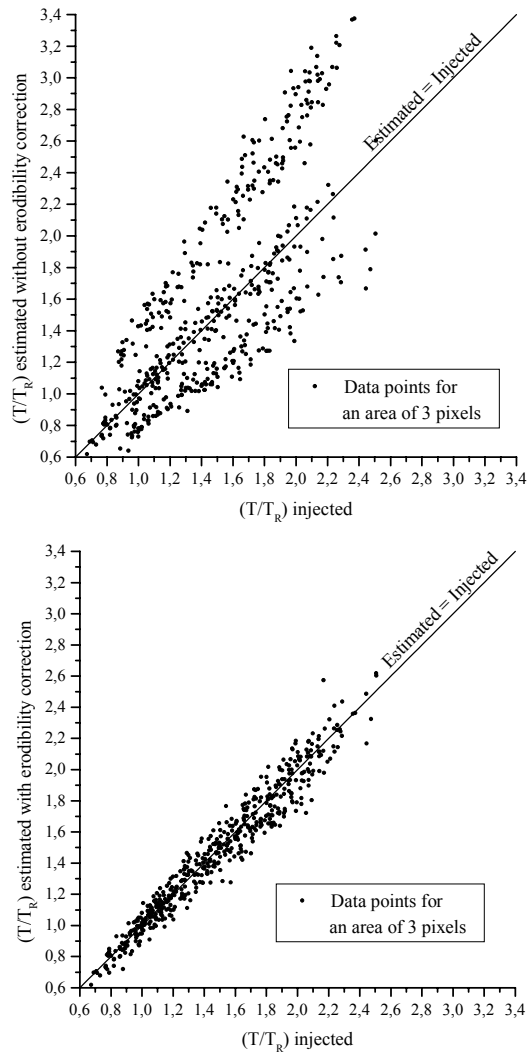 3,4
3,2
3,0
2,8
2,6
2,4
2,2
2,0
1,8
1,6
1,4
1,2
1,0
0,8
0,6
(T/T_R) estimated without erodibility correction
Estimated = Injected
Data points for
an area of 3 pixels
0,6 0,8 1,0 1,2 1,4 1,6 1,8 2,0 2,2 2,4 2,6 2,8 3,0 3,2 3,4
(T/T_R) injected
3,4
3,2
3,0
2,8
2,6
2,4
2,2
2,0
1,8
1,6
1,4
1,2
1,0
0,8
0,6
(T/T_R) estimated with erodibility correction
Estimated = Injected
Data points for
an area of 3 pixels
0,6 0,8 1,0 1,2 1,4 1,6 1,8 2,0 2,2 2,4 2,6 2,8 3,0 3,2 3,4
(T/T_R) injected